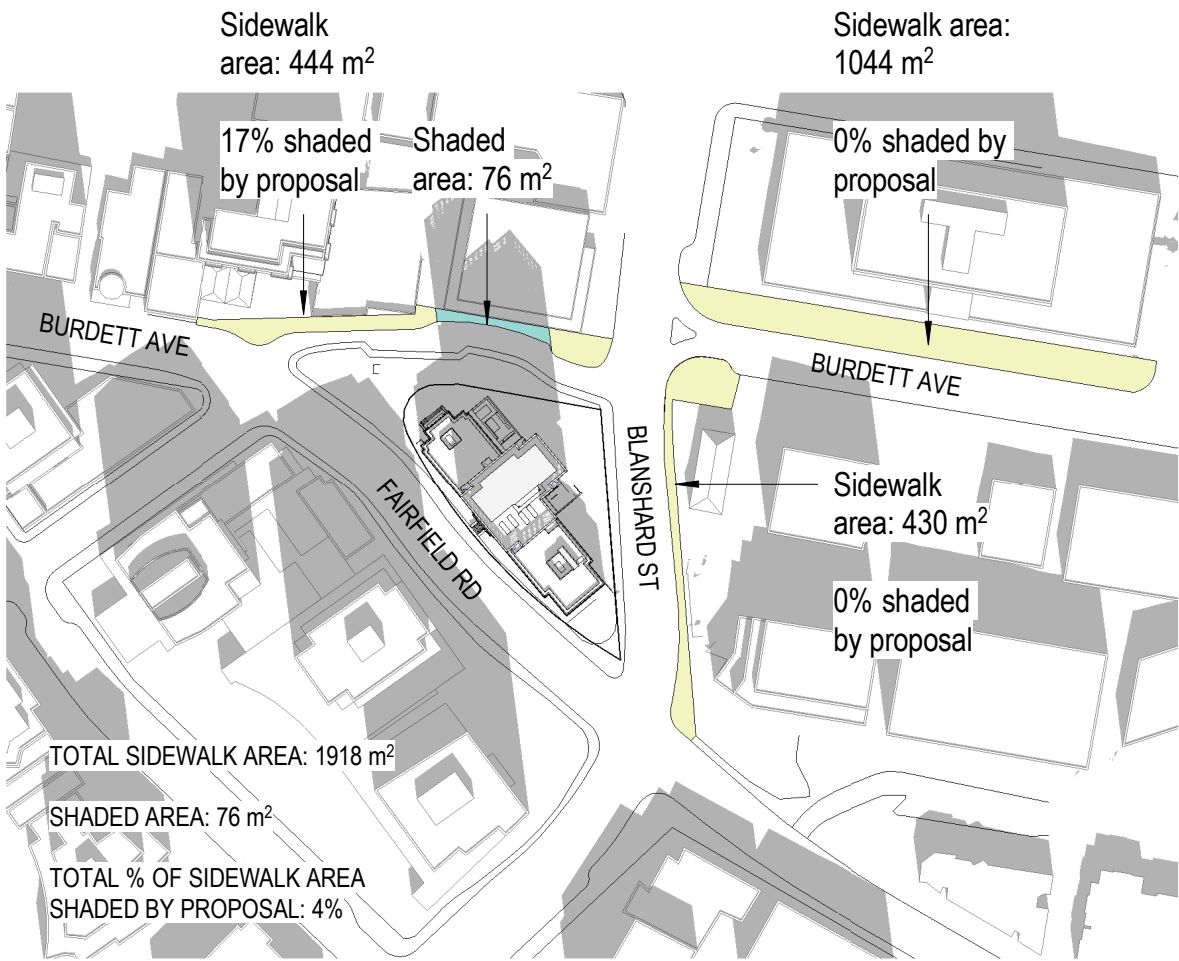 Sidewalk
area: 444 m²
Sidewalk area:
1044 m²
17% shaded
by proposal
Shaded
area: 76 m²
0% shaded by
proposal
BURDETT AVE
BURDETT AVE
BLANSHARD ST
FAIRFIELD RD
Sidewalk
area: 430 m²
0% shaded
by proposal
TOTAL SIDEWALK AREA: 1918 m²
SHADED AREA: 76 m²
TOTAL % OF SIDEWALK AREA
SHADED BY PROPOSAL: 4%